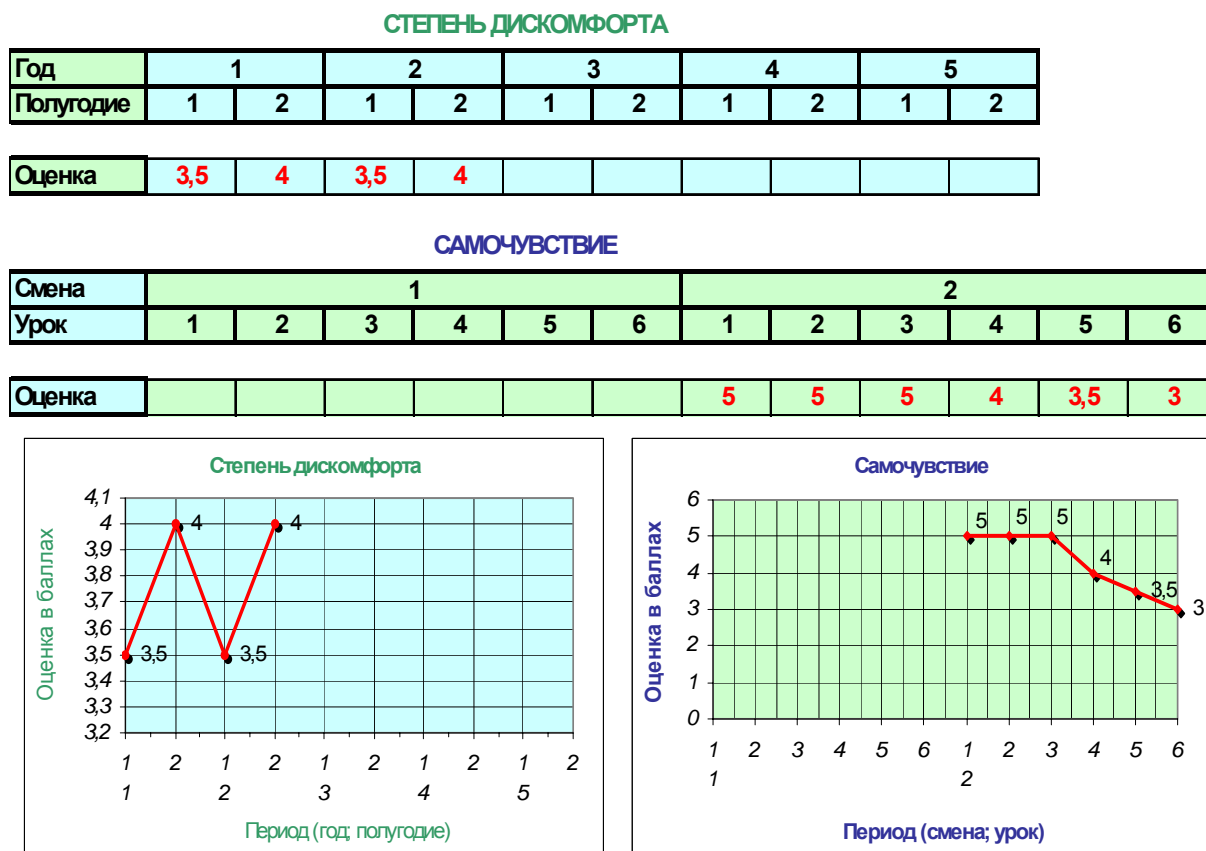 СТЕПЕНЬ ДИСКОМФОРТА
Год 1 2 3 4 5
Полугодие 1 2 1 2 1 2 1 2 1 2
Оценка 3,5 4 3,5 4
САМОЧУВСТВИЕ
Смена 1 2
Урок 1 2 3 4 5 6 1 2 3 4 5 6
Оценка 5 5 5 4 3,5 3
Степень дискомфорта
Оценка в баллах
4,1
4
3,9
3,8
3,7
3,6
3,5
3,4
3,3
3,2
3,5 4 3,5 4
1 2 1 2 1 2 1 2 1 2
1 2 3 4 5
Период (год; полугодие)
Самочувствие
Оценка в баллах
6
5
4
3
2
1
0
5 5 5 4 3,5 3
1 2 3 4 5 6 1 2 3 4 5 6
1 2
Период (смена; урок)